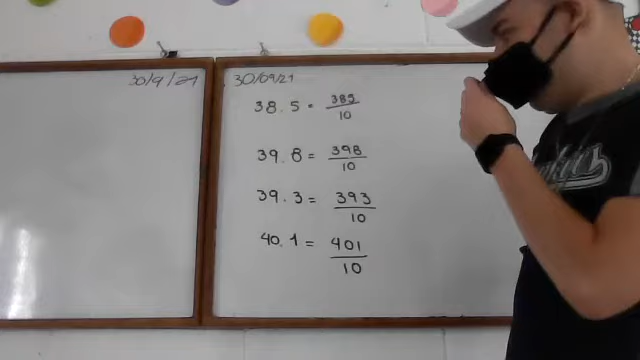 30/9/21
30/09/21
38.5 = 385/10
39.8 = 398/10
39.3 = 393/10
40.1 = 401/10